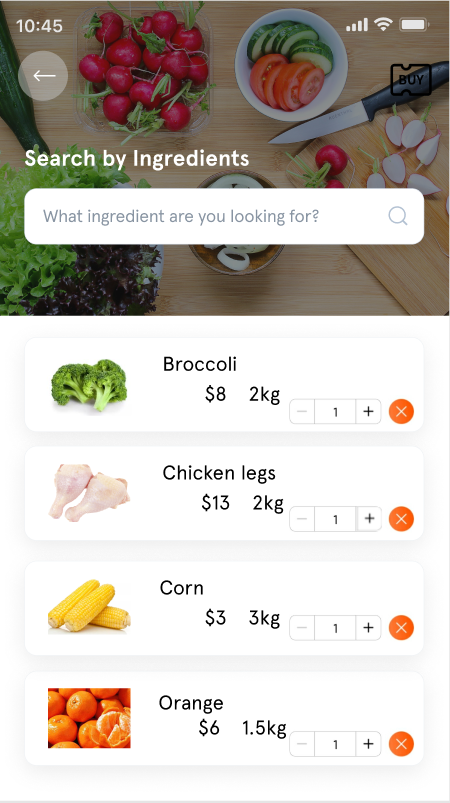 10:45
BUY
Search by Ingredients
What ingredient are you looking for?
Broccoli
$8 2kg
1
Chicken legs
$13 2kg
1
Corn
$3 3kg
1
Orange
$6 1.5kg
1